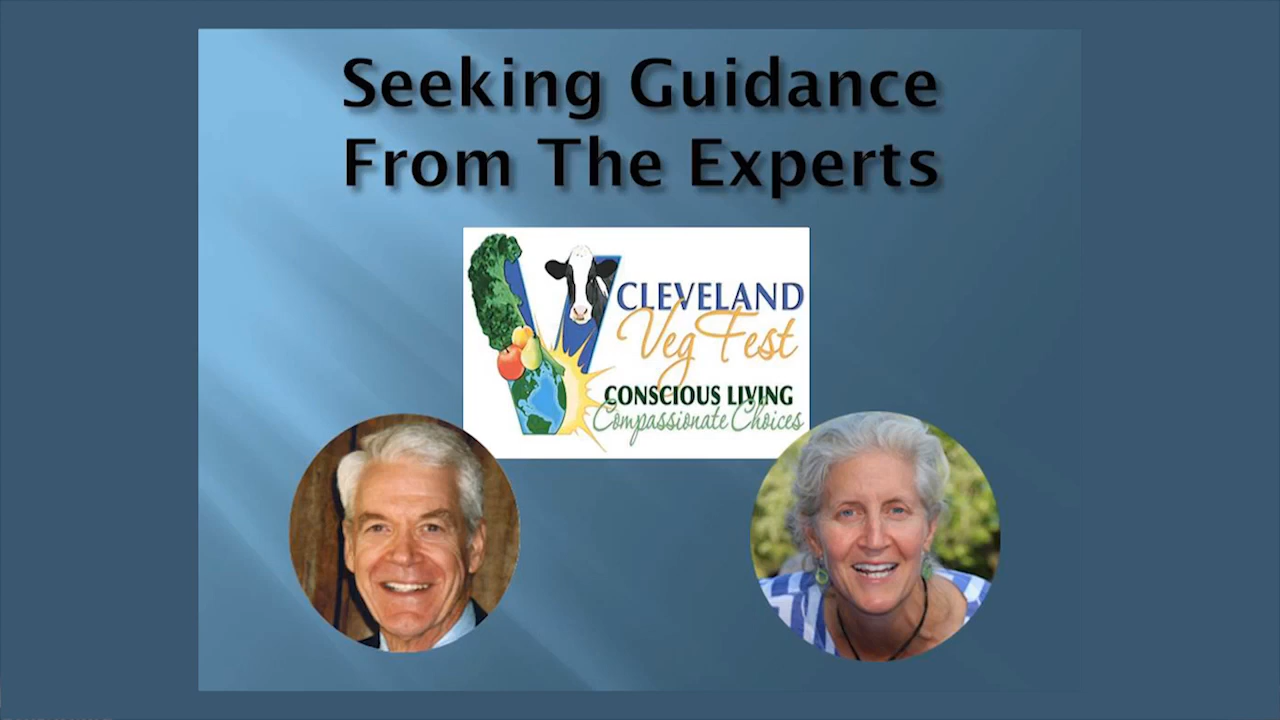 Seeking Guidance
From The Experts
CLEVELAND
Veg Fest
CONSCIOUS LIVING
Compassionate Choices